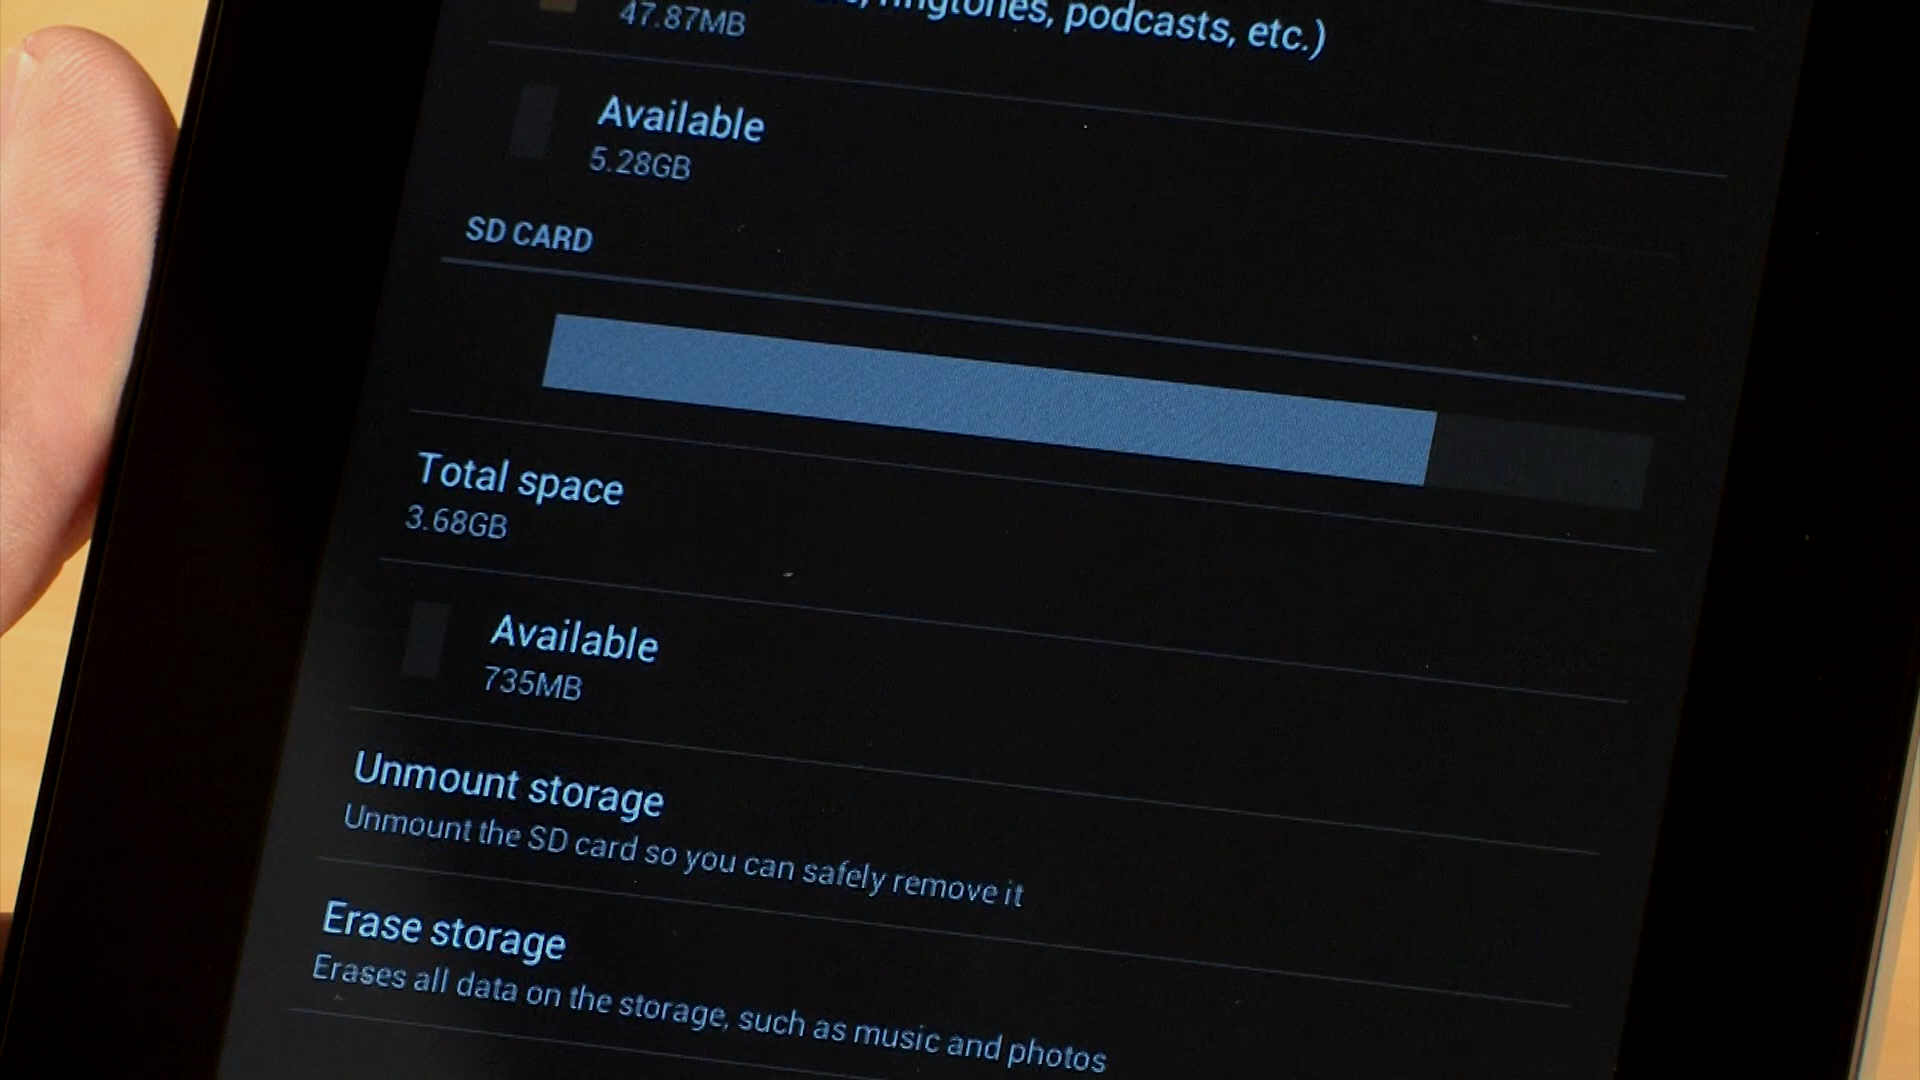 ringtones, podcasts, etc.)
47.87MB
Available
5.28GB
SD CARD
Total space
3.68GB
Available
735MB
Unmount storage
Unmount the SD card so you can safely remove it
Erase storage
Erases all data on the storage, such as music and photos